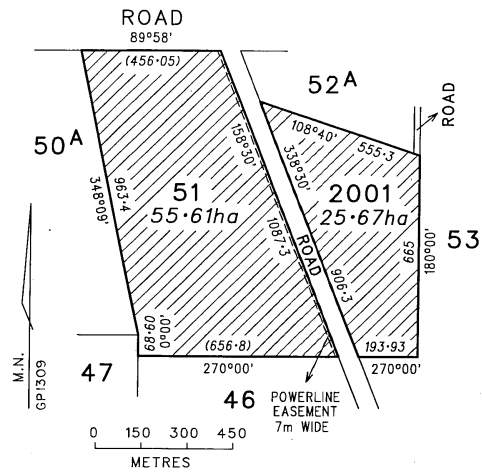 ROAD
89°58'
(456·05)
52 A
ROAD
108°40'
555·3
50 A
158°30'
338°30'
963·4
348°09'
51
55·61ha
2001
25·67ha
1087·3
ROAD
906·3
665
180°00'
53
68·60
0°00'
(656·8)
193·93
270°00'
270°00'
47
46
POWERLINE
EASEMENT
7m WIDE
M.N.
GP1309
0 150 300 450
METRES